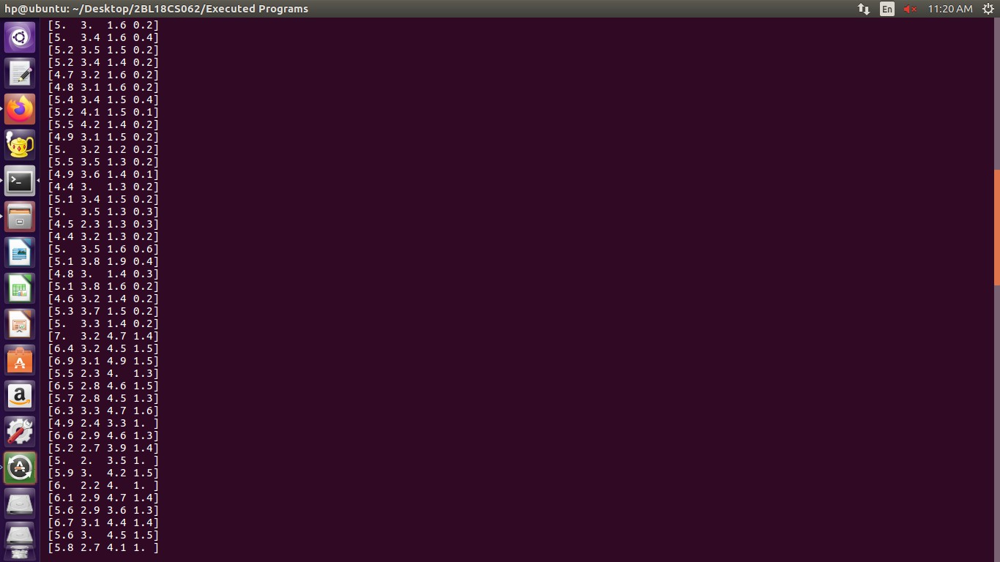 hp@ubuntu: ~/Desktop/2BL18CS062/Executed Programs
En
11:20 AM
[5.  3.  1.6 0.2]
[5.  3.4 1.6 0.4]
[5.2 3.5 1.5 0.2]
[5.2 3.4 1.4 0.2]
[4.7 3.2 1.6 0.2]
[4.8 3.1 1.6 0.2]
[5.4 3.4 1.5 0.4]
[5.2 4.1 1.5 0.1]
[5.5 4.2 1.4 0.2]
[4.9 3.1 1.5 0.2]
[5.  3.2 1.2 0.2]
[5.5 3.5 1.3 0.2]
[4.9 3.6 1.4 0.1]
[4.4 3.  1.3 0.2]
[5.1 3.4 1.5 0.2]
[5.  3.5 1.3 0.3]
[4.5 2.3 1.3 0.3]
[4.4 3.2 1.3 0.2]
[5.  3.5 1.6 0.6]
[5.1 3.8 1.9 0.4]
[4.8 3.  1.4 0.3]
[5.1 3.8 1.6 0.2]
[4.6 3.2 1.4 0.2]
[5.3 3.7 1.5 0.2]
[5.  3.3 1.4 0.2]
[7.  3.2 4.7 1.4]
[6.4 3.2 4.5 1.5]
[6.9 3.1 4.9 1.5]
[5.5 2.3 4.  1.3]
[6.5 2.8 4.6 1.5]
[5.7 2.8 4.5 1.3]
[6.3 3.3 4.7 1.6]
[4.9 2.4 3.3 1. ]
[6.6 2.9 4.6 1.3]
[5.2 2.7 3.9 1.4]
[5.  2.  3.5 1. ]
[5.9 3.  4.2 1.5]
[6.  2.2 4.  1. ]
[6.1 2.9 4.7 1.4]
[5.6 2.9 3.6 1.3]
[6.7 3.1 4.4 1.4]
[5.6 3.  4.5 1.5]
[5.8 2.7 4.1 1. ]